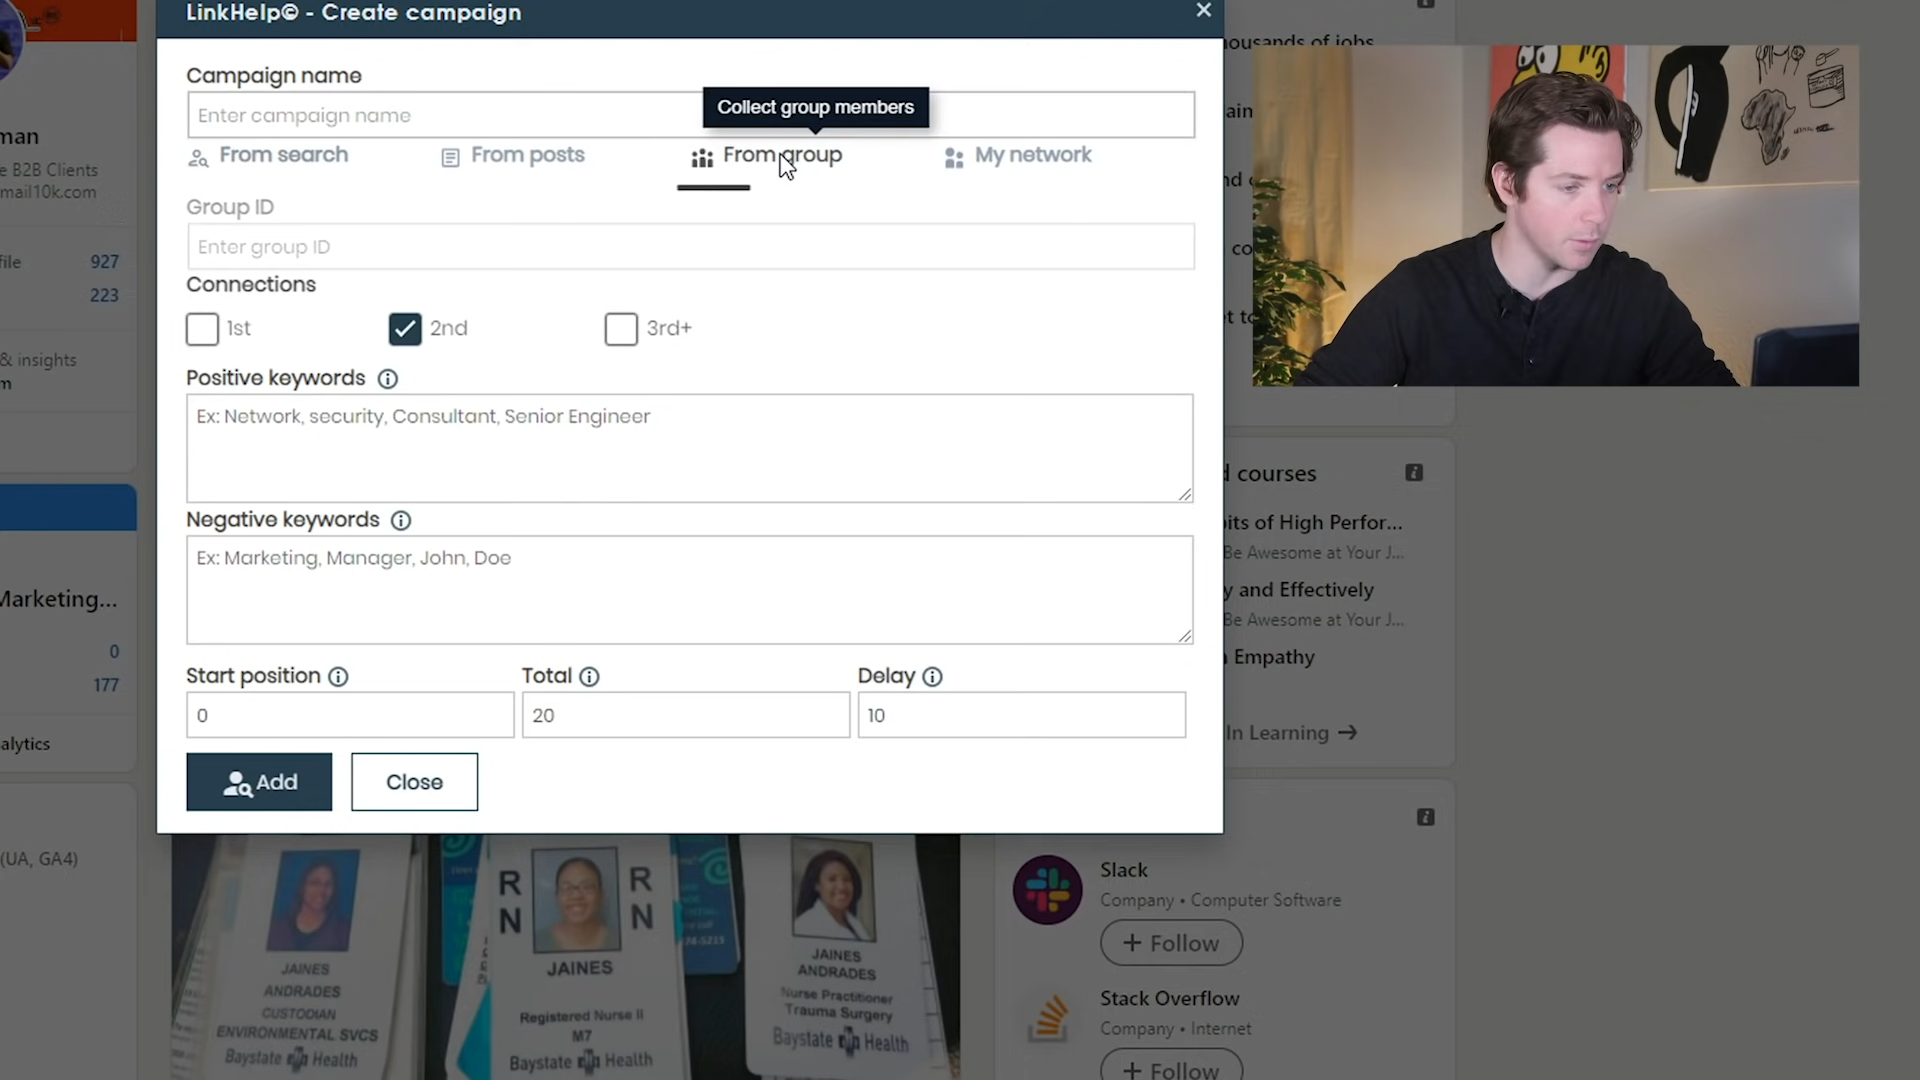 LinkHelp© - Create campaign
Campaign name
Enter campaign name
Collect group members
From search
From posts
From group
My network
Group ID
Enter group ID
Connections
1st
2nd
3rd+
Positive keywords
Ex: Network, security, Consultant, Senior Engineer
Negative keywords
Ex: Marketing, Manager, John, Doe
Start position
Total
Delay
0
20
10
Add
Close
man
e B2B Clients
mail10k.com
file
927
223
& insights
m
Marketing...
0
177
alytics
(UA, GA4)
housands of jobs
d courses
bits of High Perfor...
Be Awesome at Your J...
y and Effectively
Be Awesome at Your J...
Empathy
In Learning
Slack
Company • Computer Software
+ Follow
Stack Overflow
Company • Internet
+ Follow
JAINES
ANDRADES
CUSTODIAN
ENVIRONMENTAL SVCS
Baystate Health
RN
RN
JAINES
Registered Nurse II
M7
Baystate Health
JAINES
ANDRADES
Nurse Practitioner
Trauma Surgery
Baystate Health